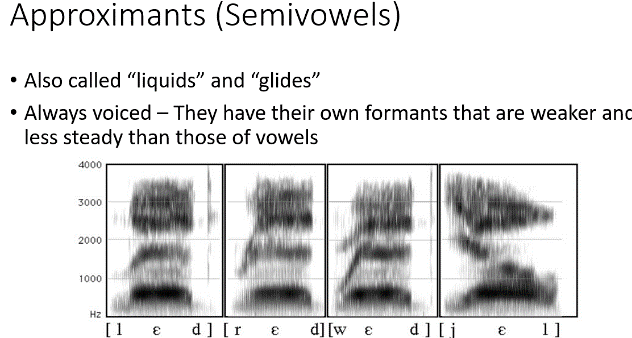 Approximants (Semivowels)
• Also called “liquids” and “glides”
• Always voiced – They have their own formants that are weaker and
less steady than those of vowels
4000
3000
2000
1000
Hz
[ l ɛ d ] [ r ɛ d] [w ɛ d ] [ j ɛ l ]